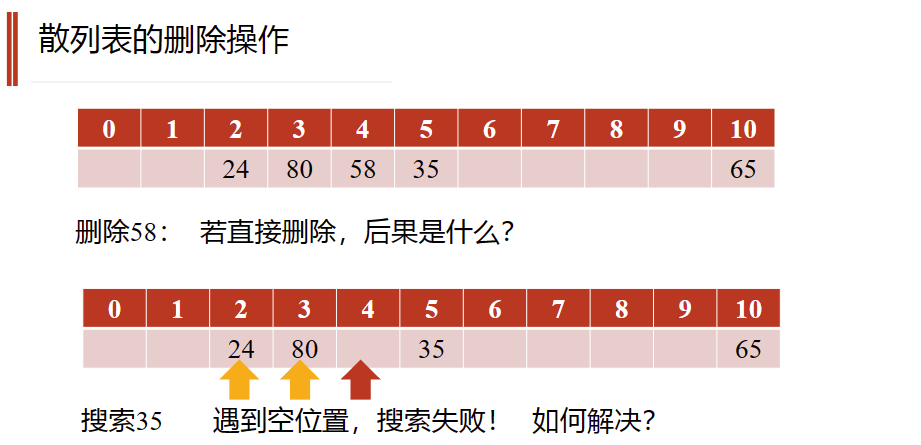 散列表的删除操作
0 1 2 3 4 5 6 7 8 9 10
24 80 58 35 65
删除58： 若直接删除，后果是什么？
0 1 2 3 4 5 6 7 8 9 10
24 80 35 65
搜索35 遇到空位置，搜索失败！ 如何解决？